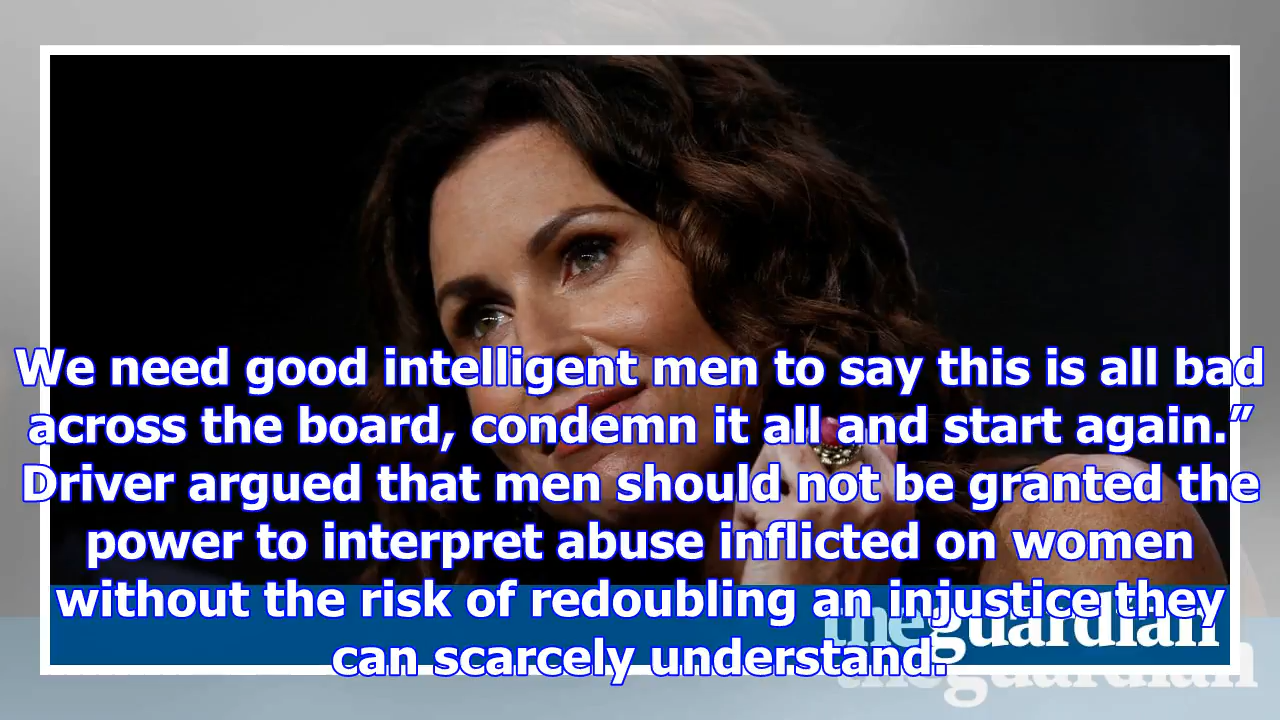 We need good intelligent men to say this is all bad
across the board, condemn it all and start again.”
Driver argued that men should not be granted the
power to interpret abuse inflicted on women
without the risk of redoubling an injustice they
can scarcely understand.
theguardian
theguardian